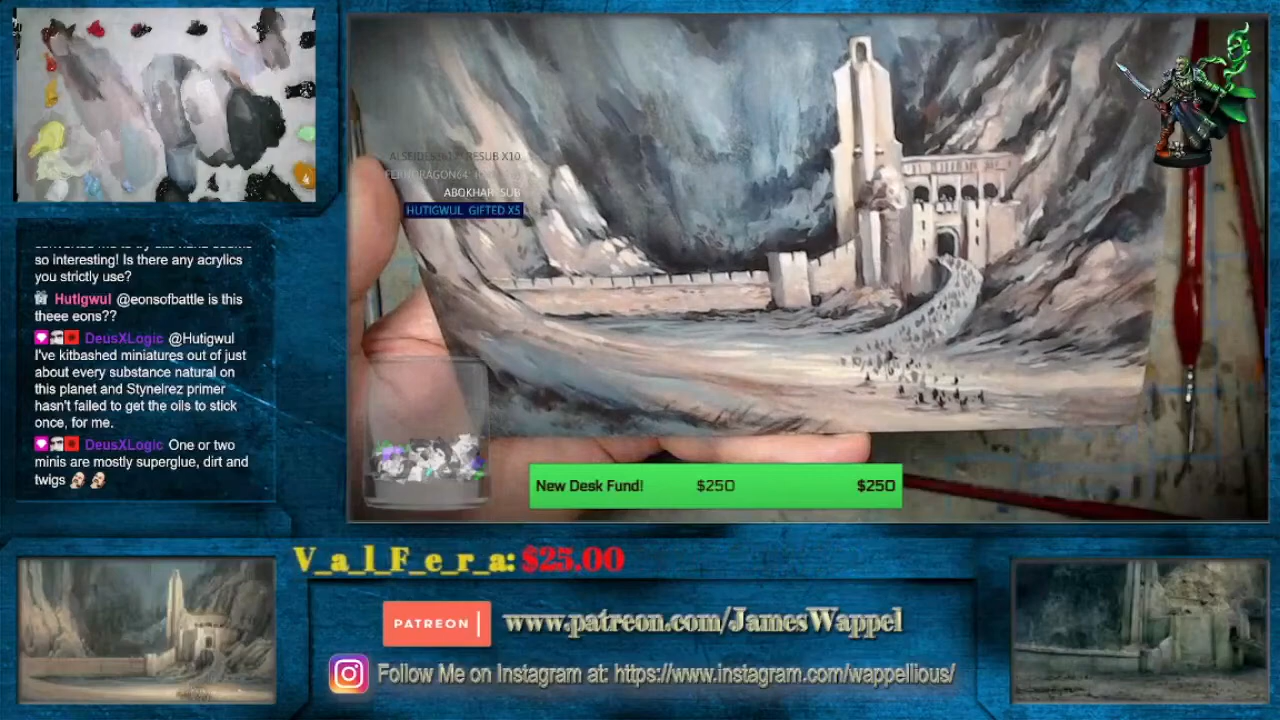 so interesting! Is there any acrylics
you strictly use?
Hutigwul @eonsofbattle is this
theee eons??
DeusXLogic @Hutigwul
I've kitbashed miniatures out of just
about every substance natural on
this planet and Stynelrez primer
hasn't failed to get the oils to stick
once, for me.
DeusXLogic One or two
minis are mostly superglue, dirt and
twigs
RESUB X10
ABOKHAR SUB
HUTIGWUL GIFTED X5
New Desk Fund! $250 $250
V_a_l_F_e_r_a: $25.00
PATREON www.patreon.com/JamesWappel
Follow Me on Instagram at: https://www.instagram.com/wappellious/